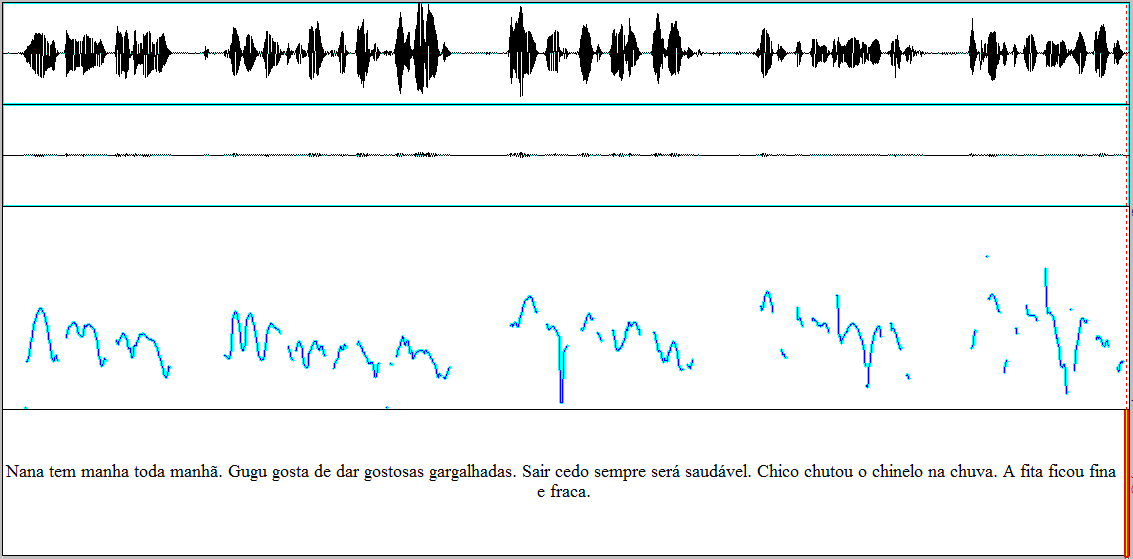 Nana tem manha toda manhã. Gugu gosta de dar gostosas gargalhadas. Sair cedo sempre será saudável. Chico chutou o chinelo na chuva. A fita ficou fina
e fraca.